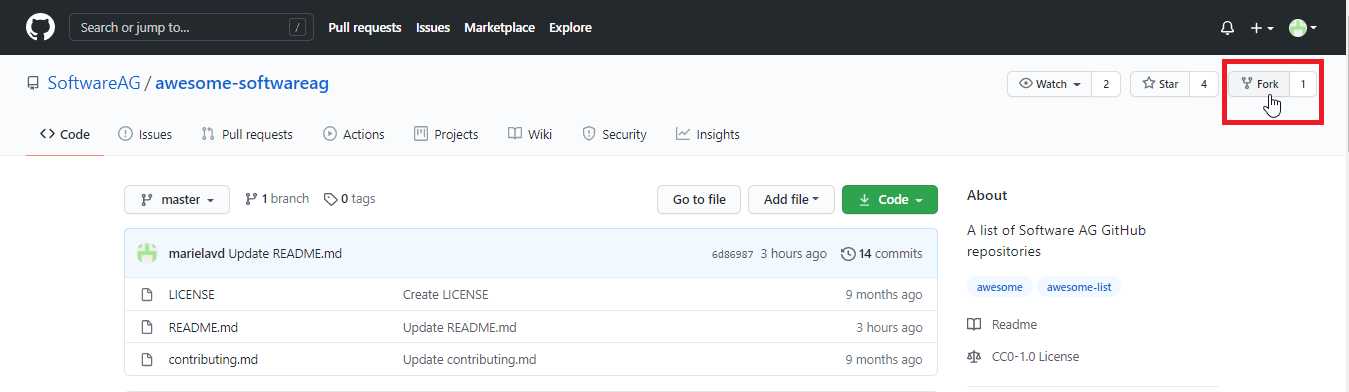 Search or jump to... / Pull requests Issues Marketplace Explore
SoftwareAG / awesome-softwareag Watch 2 Star 4 Fork 1
Code Issues Pull requests Actions Projects Wiki Security Insights
master 1 branch 0 tags Go to file Add file Code
marielavd Update README.md 6d86987 3 hours ago 14 commits
LICENSE Create LICENSE 9 months ago
README.md Update README.md 3 hours ago
contributing.md Update contributing.md 9 months ago
About
A list of Software AG GitHub
repositories
awesome awesome-list
Readme
CC0-1.0 License